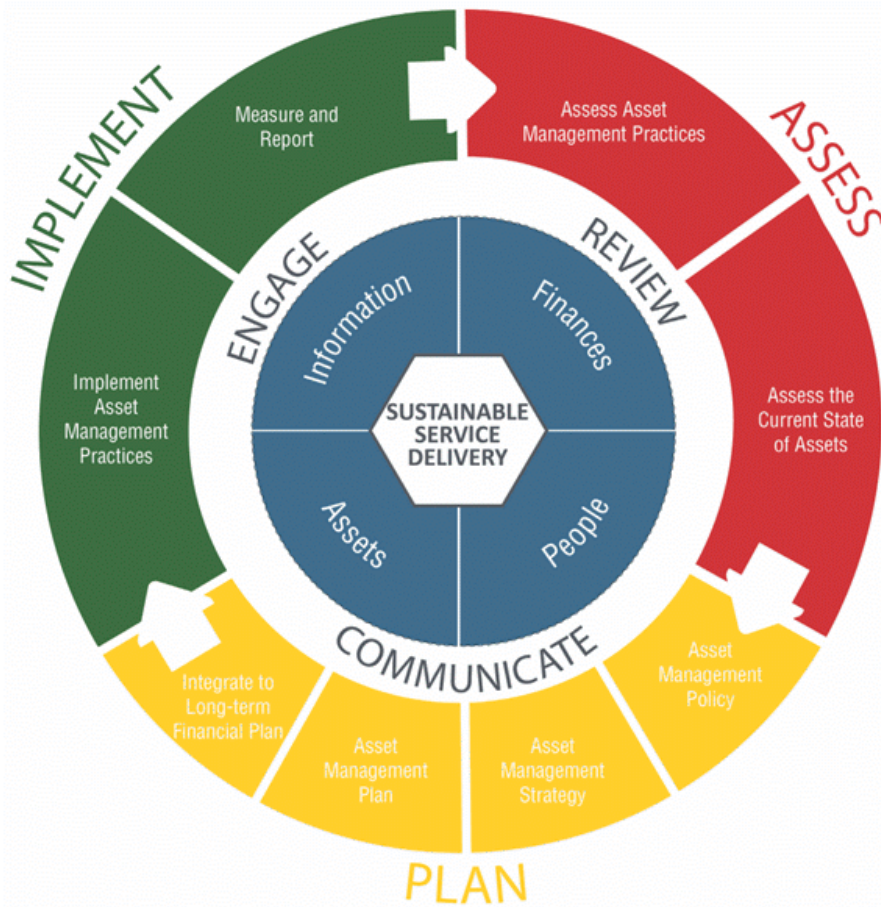 IMPLEMENT
Measure and
Report
Assess Asset
Management Practices
ASSESS
ENGAGE
REVIEW
Information
Finances
Implement
Asset
Management
Practices
SUSTAINABLE
SERVICE
DELIVERY
Assess the
Current State
of Assets
Assets
People
COMMUNICATE
Integrate to
Long-term
Financial Plan
Asset
Management
Plan
Asset
Management
Strategy
Asset
Management
Policy
PLAN